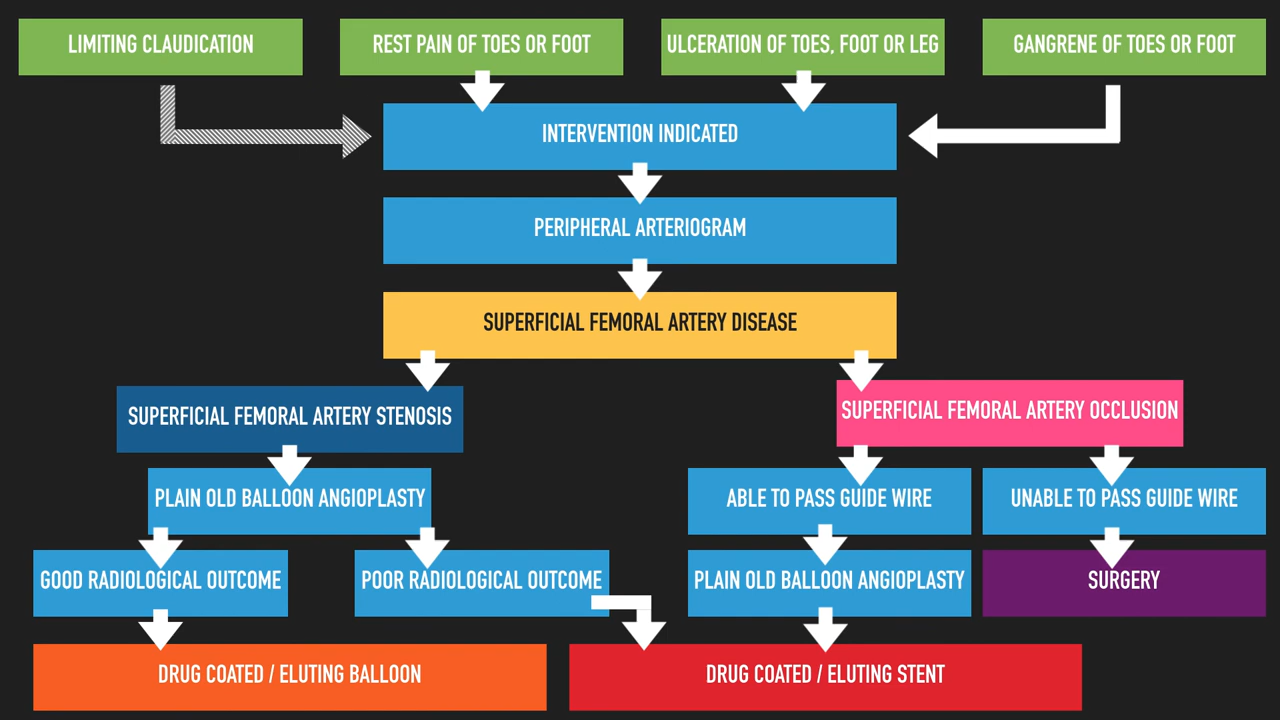 LIMITING CLAUDICATION
REST PAIN OF TOES OR FOOT
ULCERATION OF TOES, FOOT OR LEG
GANGRENE OF TOES OR FOOT
INTERVENTION INDICATED
PERIPHERAL ARTERIOGRAM
SUPERFICIAL FEMORAL ARTERY DISEASE
SUPERFICIAL FEMORAL ARTERY STENOSIS
SUPERFICIAL FEMORAL ARTERY OCCLUSION
PLAIN OLD BALLOON ANGIOPLASTY
ABLE TO PASS GUIDE WIRE
UNABLE TO PASS GUIDE WIRE
GOOD RADIOLOGICAL OUTCOME
POOR RADIOLOGICAL OUTCOME
PLAIN OLD BALLOON ANGIOPLASTY
SURGERY
DRUG COATED / ELUTING BALLOON
DRUG COATED / ELUTING STENT